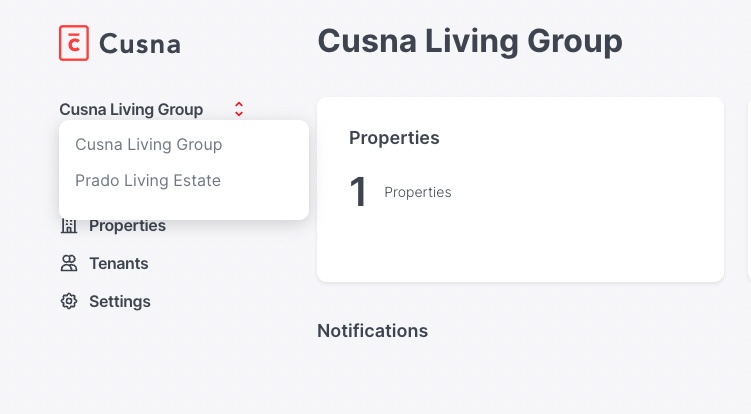 Cusna
Cusna Living Group
Cusna Living Group
Cusna Living Group
Prado Living Estate
Properties
Tenants
Settings
Properties
1 Properties
Notifications